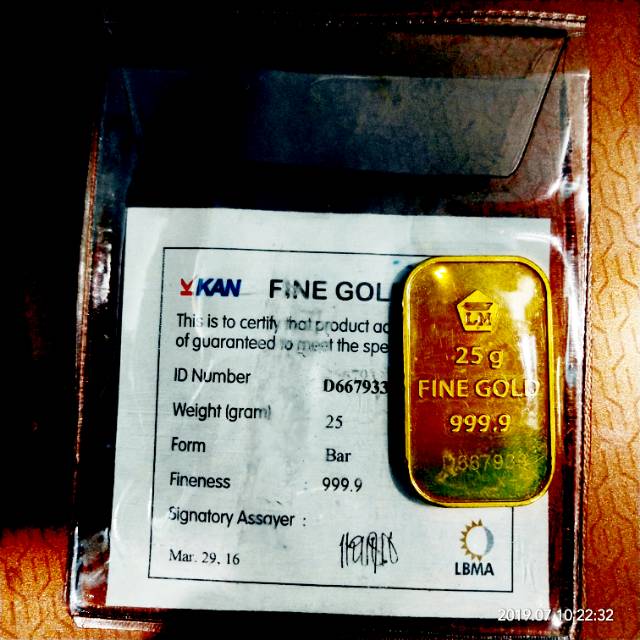 KAN FINE GOL
This is to certify that product ac
of guaranteed to meet the spe
ID Number D667933
Weight (gram) 25
Form Bar
Fineness : 999.9
Signatory Assayer :
Mar. 29. 16
LBMA
LM
25 g
FINE GOLD
999.9
2019.07.10 22:32